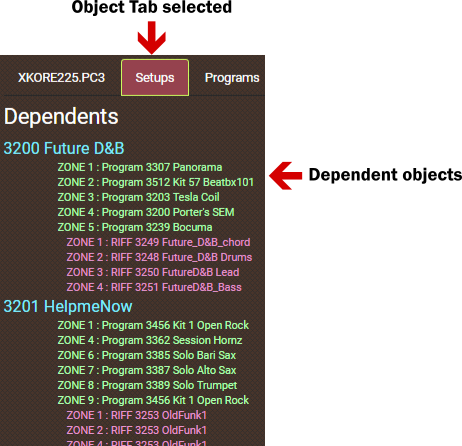 Object Tab selected
XKORE225.PC3 Setups Programs
Dependents
3200 Future D&B
ZONE 1 : Program 3307 Panorama
ZONE 2 : Program 3512 Kit 57 Beatbx101
Dependent objects
ZONE 3 : Program 3203 Tesla Coil
ZONE 4 : Program 3200 Porter's SEM
ZONE 5 : Program 3239 Bocuma
ZONE 1 : RIFF 3249 Future_D&B_chord
ZONE 2 : RIFF 3248 Future_D&B Drums
ZONE 3 : RIFF 3250 FutureD&B Lead
ZONE 4 : RIFF 3251 FutureD&B_Bass
3201 HelpmeNow
ZONE 1 : Program 3456 Kit 1 Open Rock
ZONE 4 : Program 3362 Session Hornz
ZONE 6 : Program 3385 Solo Bari Sax
ZONE 7 : Program 3387 Solo Alto Sax
ZONE 8 : Program 3389 Solo Trumpet
ZONE 9 : Program 3456 Kit 1 Open Rock
ZONE 1 : RIFF 3253 OldFunk1
ZONE 2 : RIFF 3253 OldFunk1
ZONE 4 : RIFF 3253 OldFunk1